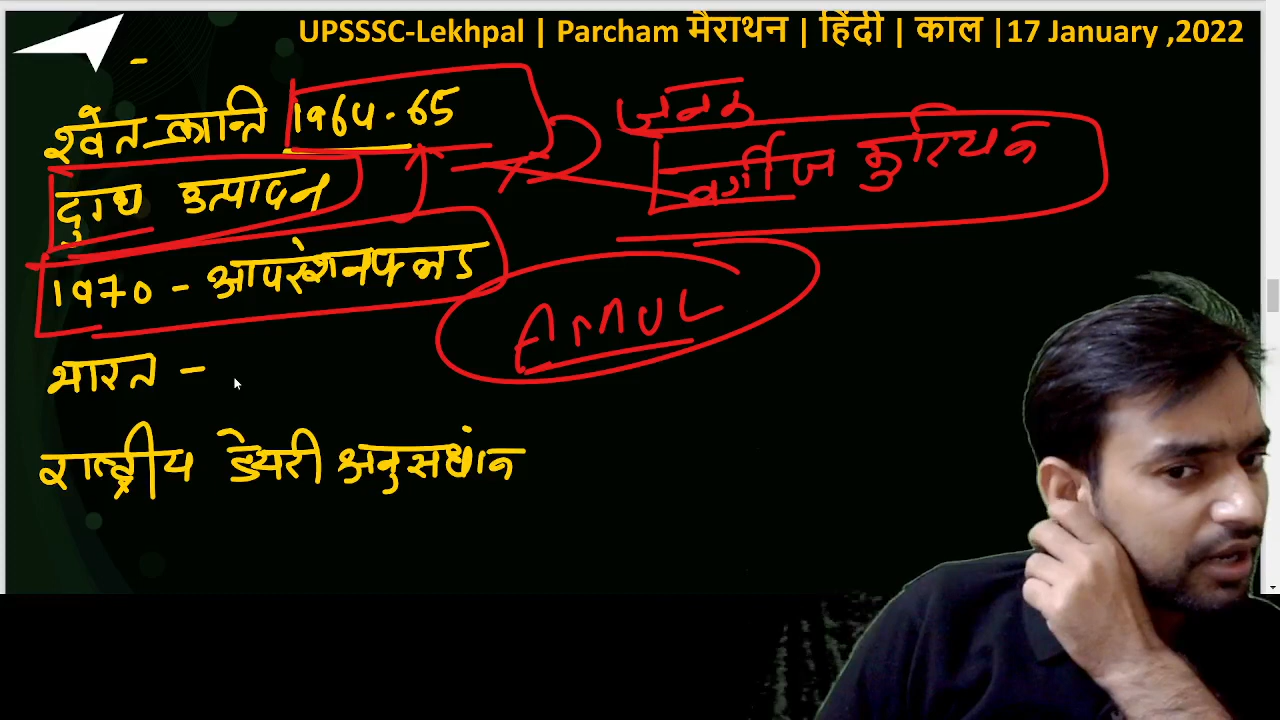 UPSSSC-Lekhpal | Parcham मैराथन | हिंदी | काल |17 January ,2022
श्वेत क्रान्ति 1964-65
जनक
वर्गीज कुरियन
दुग्ध उत्पादन
1970 - आपरेशन फ्लड
AMUL
भारत -
राष्ट्रीय डेयरी अनुसधांन